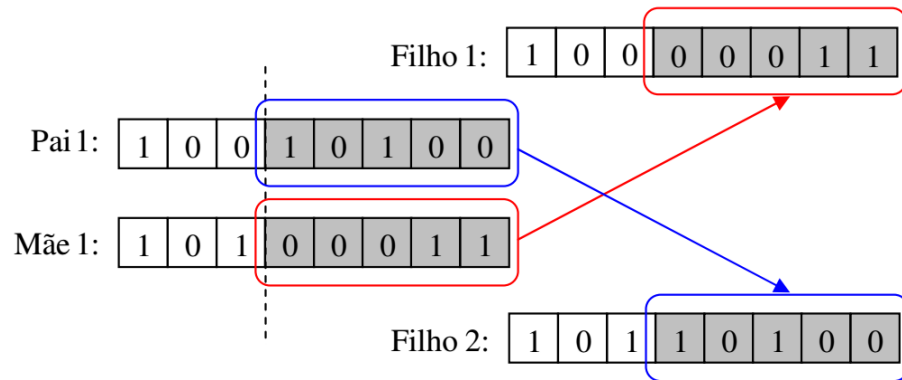 Filho 1: 1 0 0 0 0 0 1 1
Pai 1: 1 0 0 1 0 1 0 0
Mãe 1: 1 0 1 0 0 0 1 1
Filho 2: 1 0 1 1 0 1 0 0